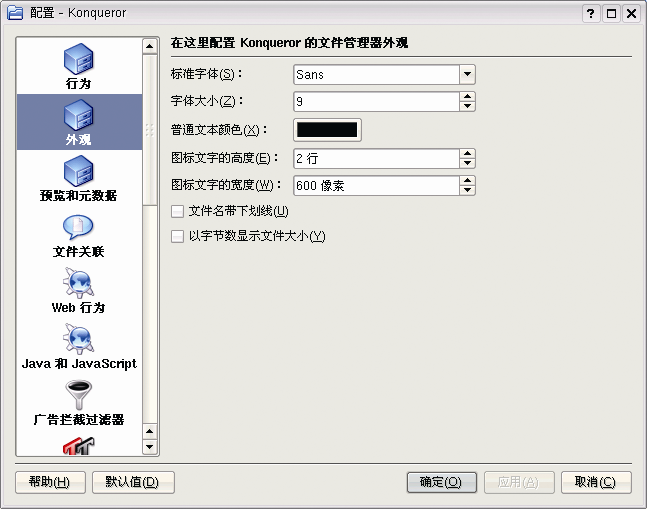 配置 - Konqueror
行为
外观
预览和元数据
文件关联
Web 行为
Java 和 JavaScript
广告拦截过滤器
在这里配置 Konqueror 的文件管理器外观
标准字体(S)： Sans
字体大小(Z)： 9
普通文本颜色(X)：
图标文字的高度(E)： 2 行
图标文字的宽度(W)： 600 像素
文件名带下划线(U)
以字节数显示文件大小(Y)
帮助(H) 默认值(D) 确定(O) 应用(A) 取消(C)